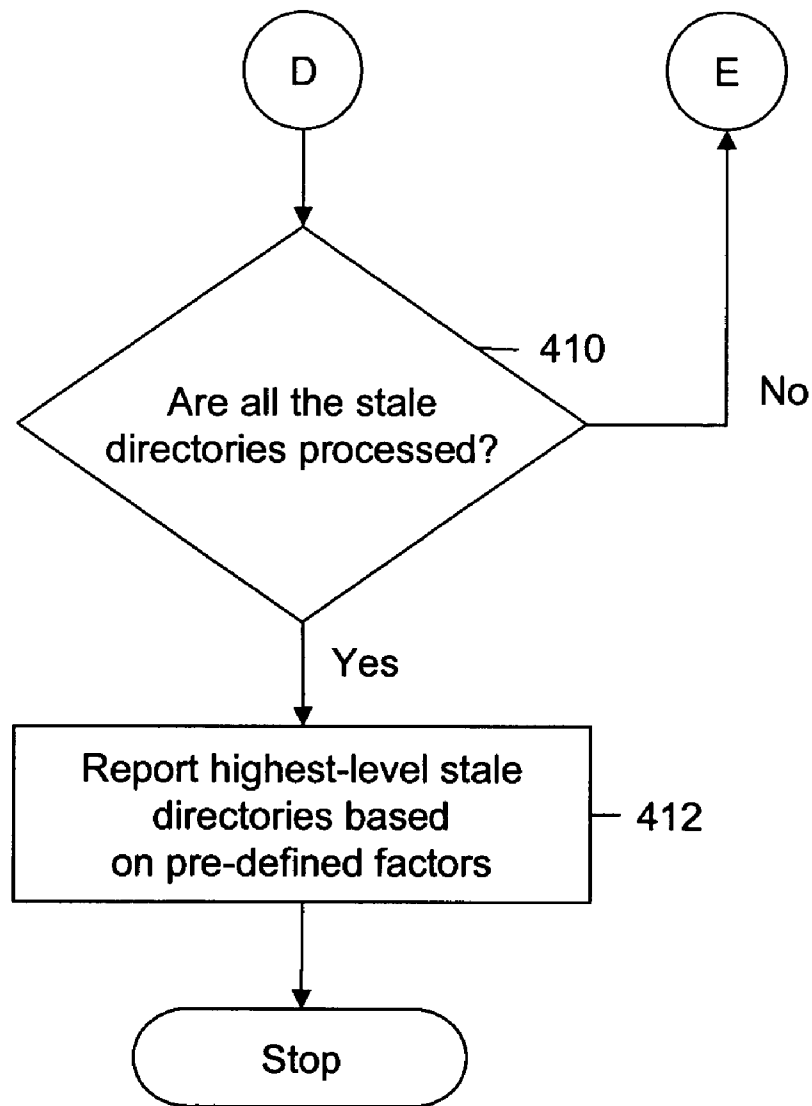 D
E
410
Are all the stale
directories processed?
No
Yes
Report highest-level stale
directories based
on pre-defined factors
412
Stop